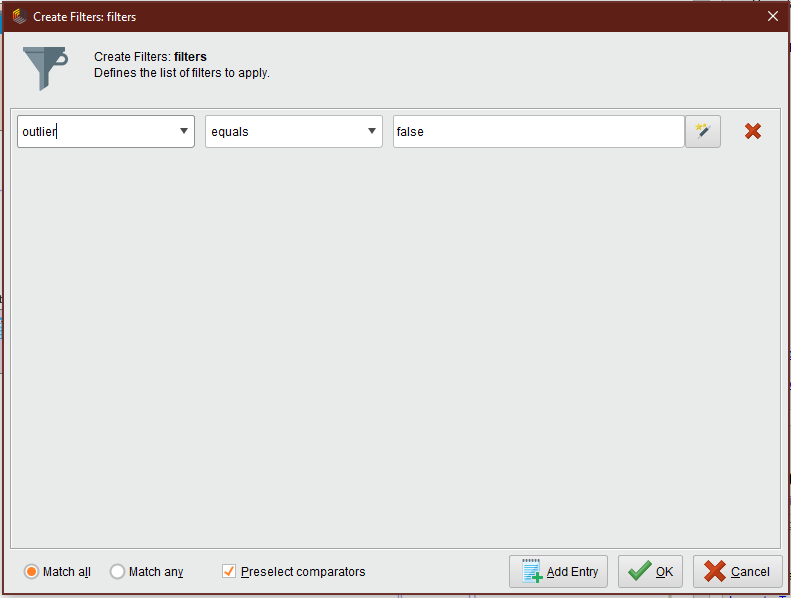 Create Filters: filters
Create Filters: filters
Defines the list of filters to apply.
outlier equals false
Match all Match any Preselect comparators Add Entry OK Cancel